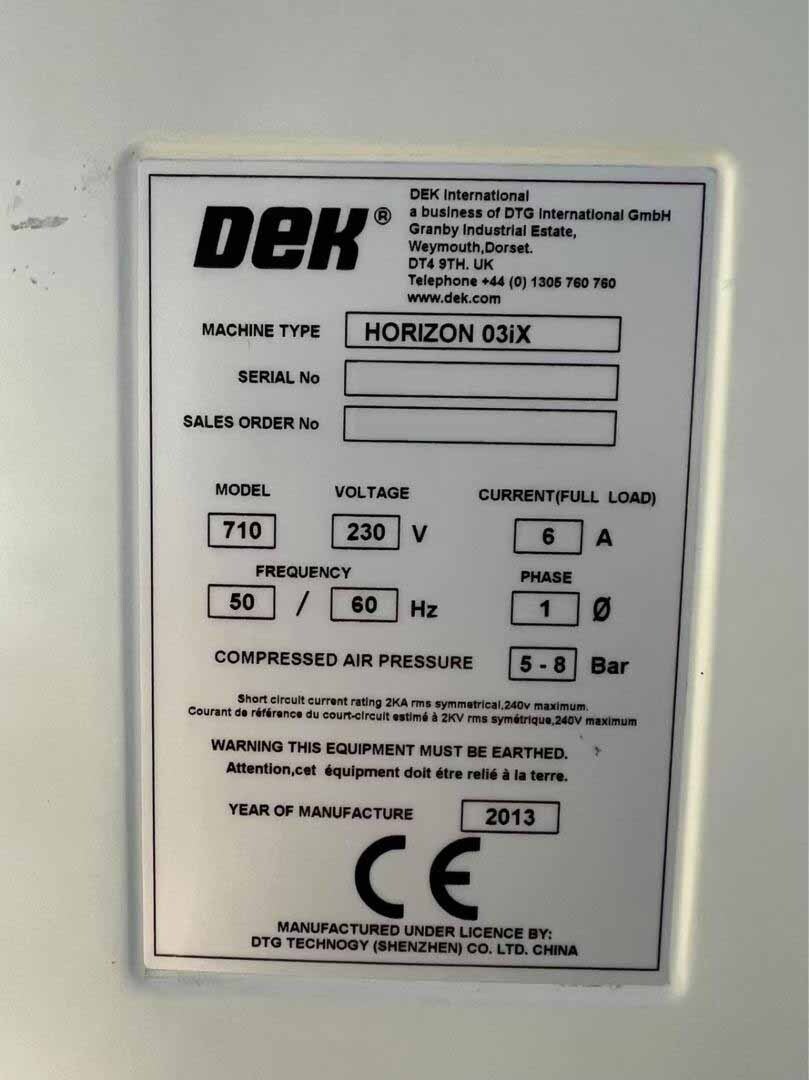 DEK®
DEK International
a business of DTG International GmbH
Granby Industrial Estate,
Weymouth,Dorset.
DT4 9TH. UK
Telephone +44 (0) 1305 760 760
www.dek.com
MACHINE TYPE HORIZON 03iX
SERIAL No
SALES ORDER No
MODEL VOLTAGE CURRENT(FULL LOAD)
710 230 V 6 A
FREQUENCY PHASE
50 / 60 Hz 1 Ø
COMPRESSED AIR PRESSURE 5 - 8 Bar
Short circuit current rating 2KA rms symmetrical,240v maximum.
Courant de référence du court-circuit estimé à 2KV rms symétrique,240V maximum
WARNING THIS EQUIPMENT MUST BE EARTHED.
Attention,cet équipment doit étre relié à la terre.
YEAR OF MANUFACTURE 2013
CE
MANUFACTURED UNDER LICENCE BY:
DTG TECHNOGY (SHENZHEN) CO. LTD. CHINA